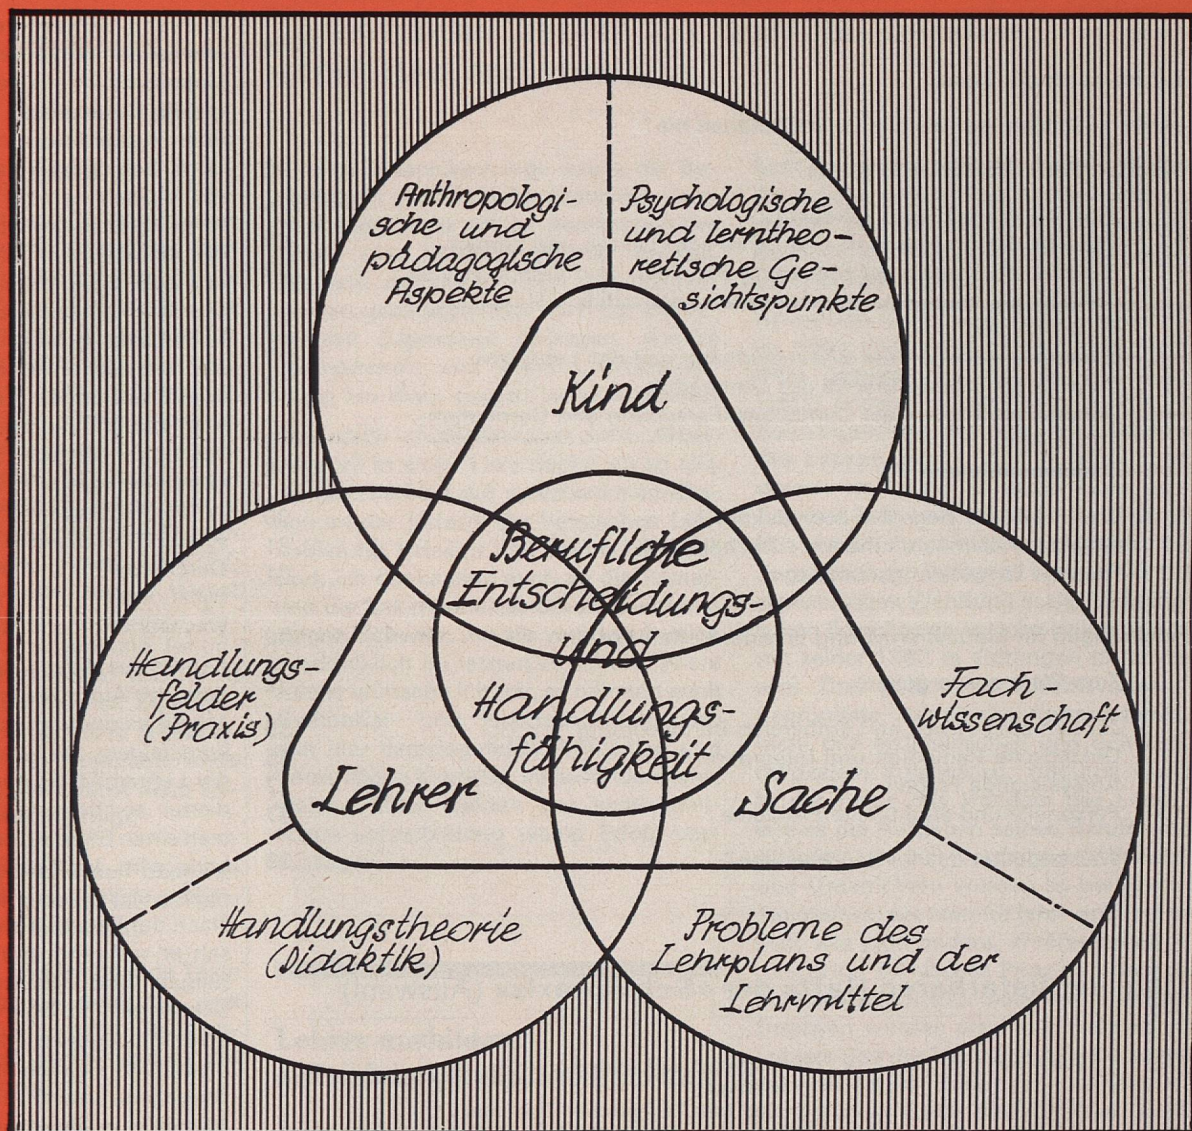 Anthropologi-
sche und
pädagogische
Aspekte
Psychologische
und lerntheo-
retische Ge-
sichtspunkte
Kind
Berufliche
Entscheidungs-
und
Handlungs-
fähigkeit
Handlungs-
felder
(Praxis)
Fach-
wissenschaft
Lehrer
Sache
Handlungstheorie
(Didaktik)
Probleme des
Lehrplans und der
Lehrmittel